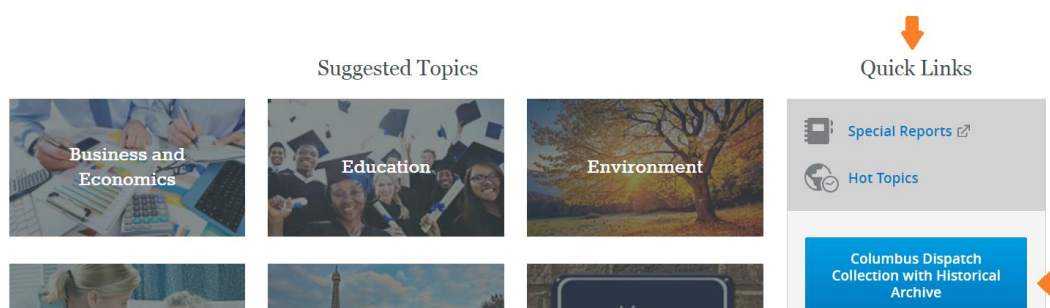 Suggested Topics
Quick Links
Business and
Economics
Education
Environment
Special Reports
Hot Topics
Columbus Dispatch
Collection with Historical
Archive